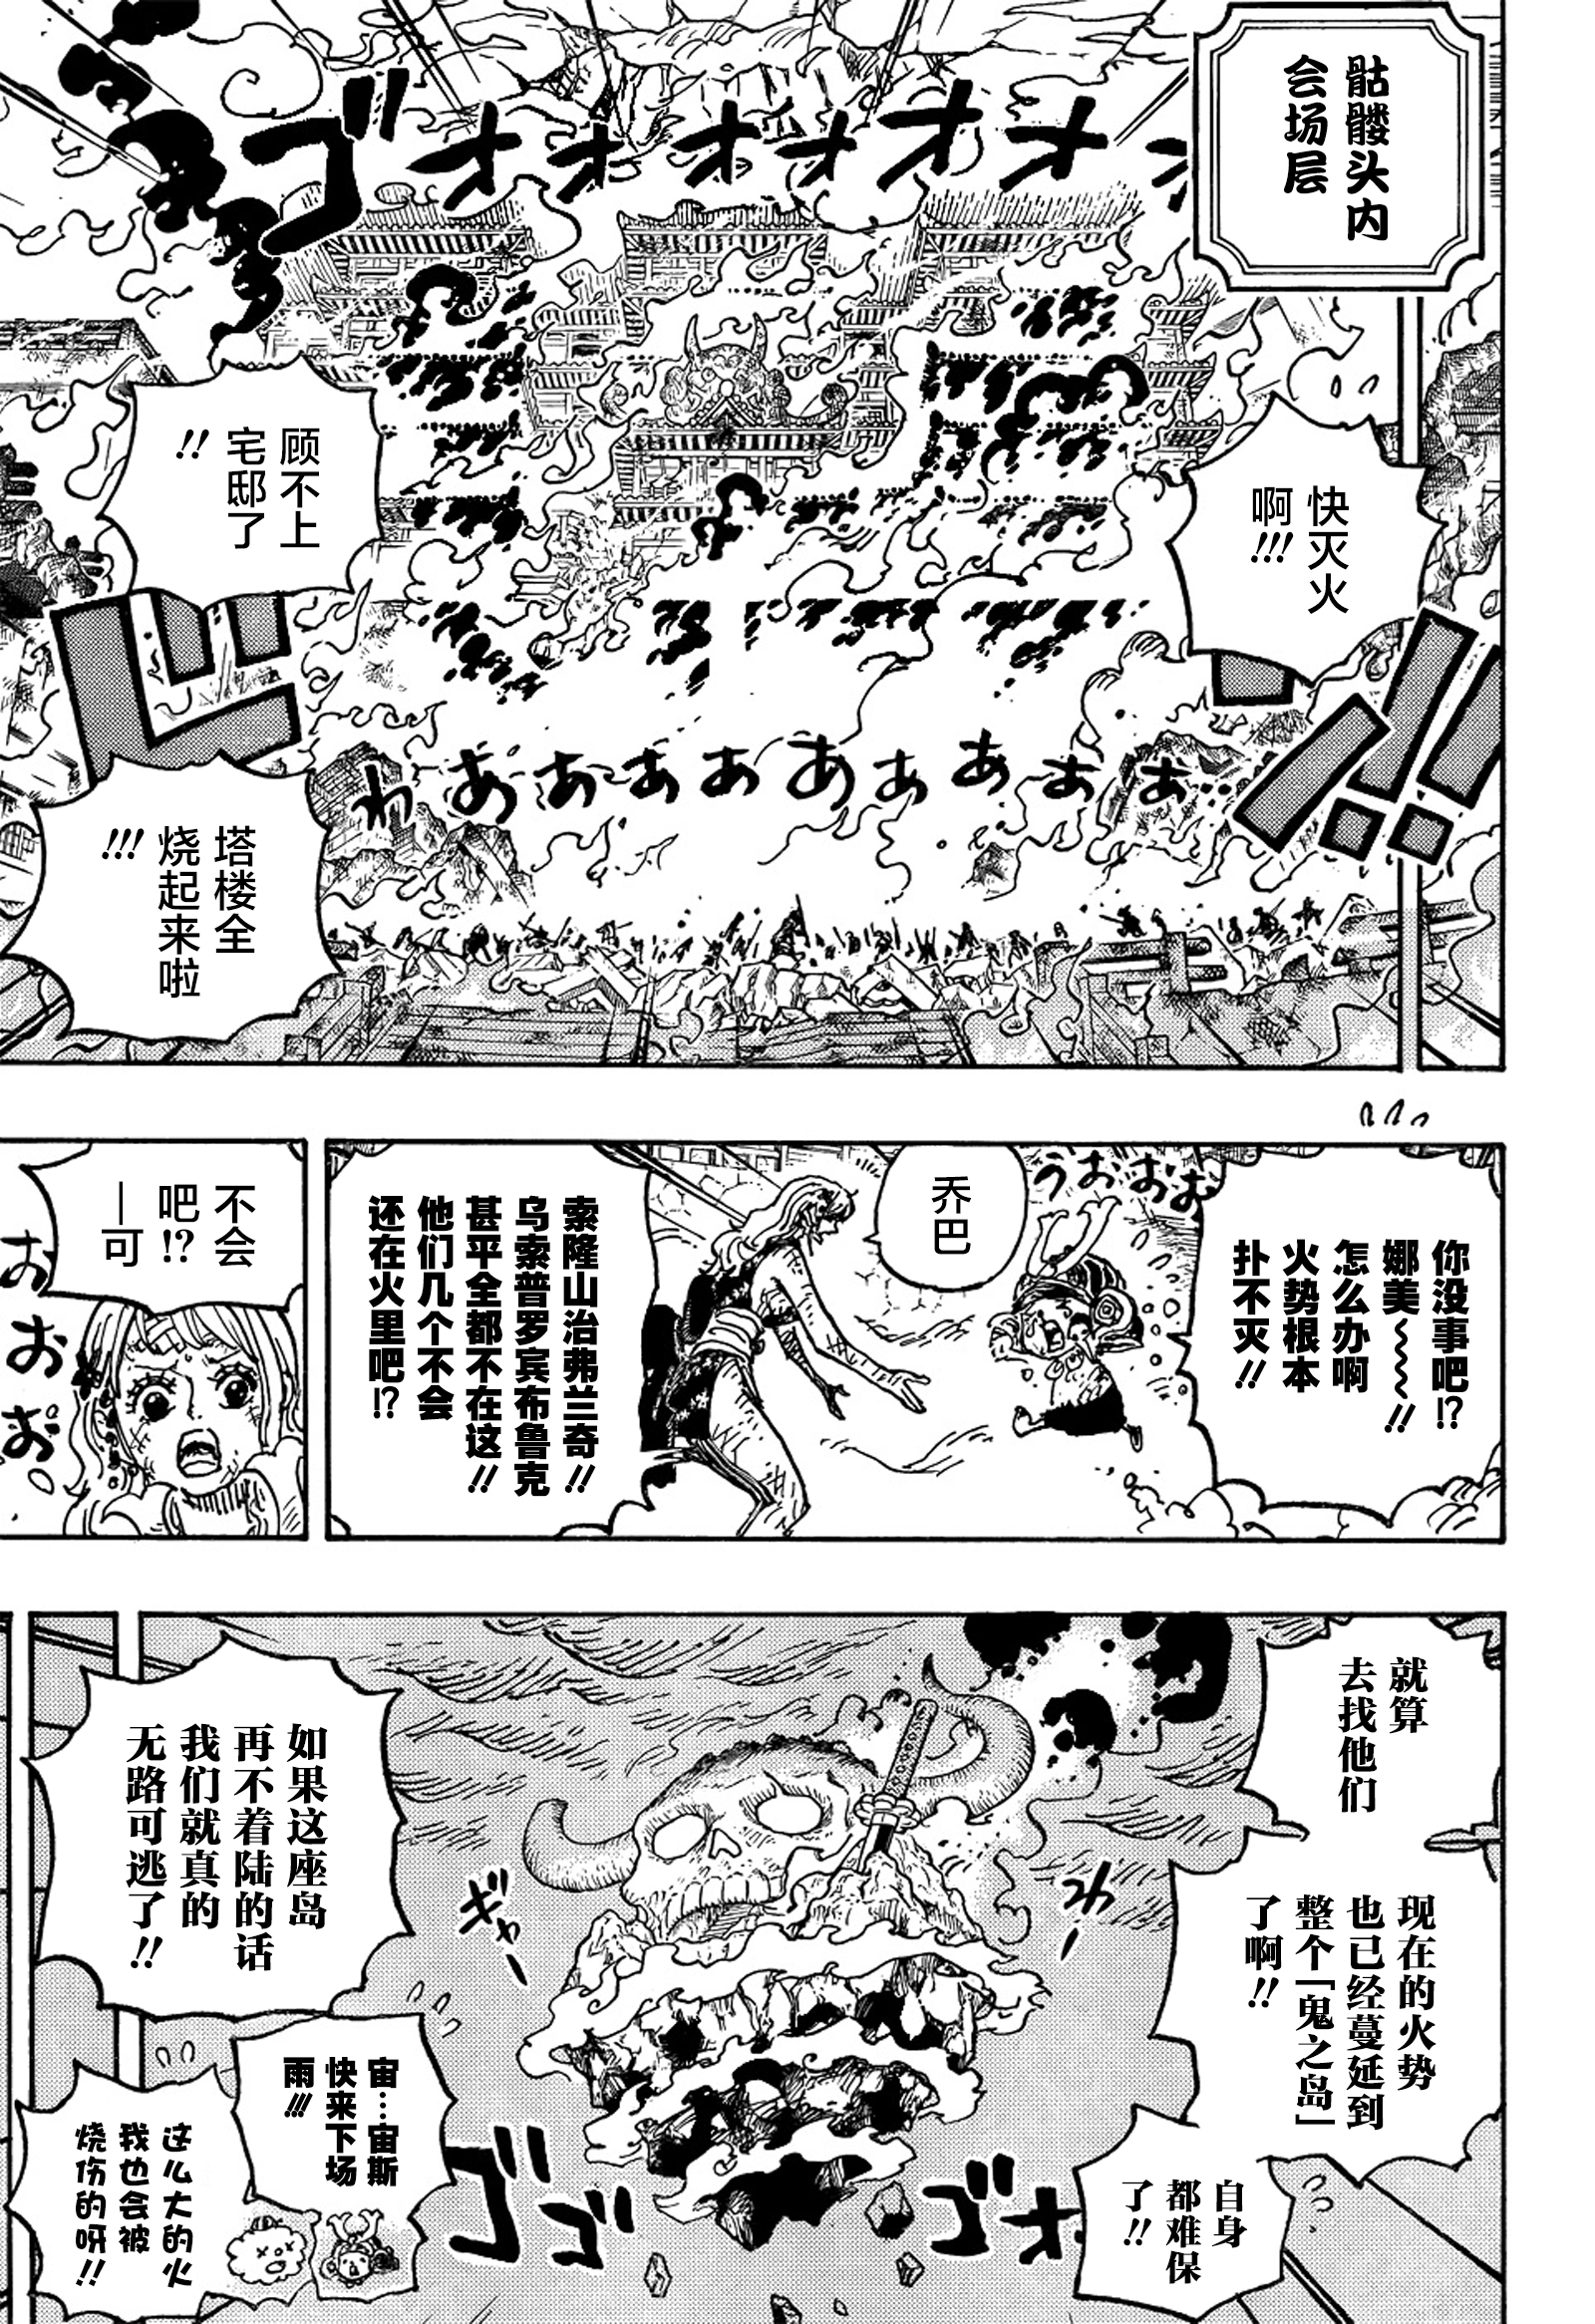 骷髅头内
会场层
ゴオオオオオオオ
快灭火
啊!!!
顾不上
宅邸了
!!
わあああああああああ…
塔楼全
烧起来啦
!!!
你没事吧!?
娜美~~~!!
怎么办啊
火势根本
扑不灭!!
うおおお
乔巴
索隆山治弗兰奇!!
乌索普罗宾布鲁克
甚平全都不在这!!
他们几个不会
还在火里吧!?
不会
吧!?
—可
おおお
就算
去找他们
现在的火势
也已经蔓延到
整个「鬼之岛」
了啊!!
自身
都难保
了!!
わー
ギャー
ゴオ
ゴゴ
如果这座岛
再不着陆的话
我们就真的
无路可逃了!!
宙…宙斯
快来下场
雨!!!
这么大的火
我也会被
烧伤的呀!!